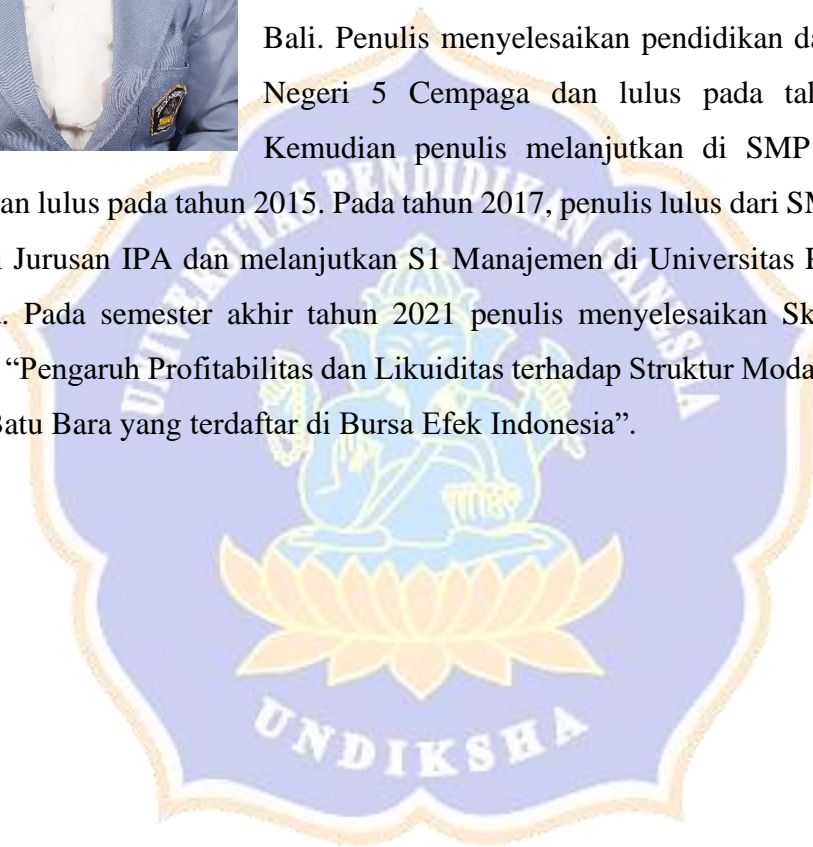 Bali. Penulis menyelesaikan pendidikan da
Negeri 5 Cempaga dan lulus pada tah
Kemudian penulis melanjutkan di SMP
an lulus pada tahun 2015. Pada tahun 2017, penulis lulus dari SM
i Jurusan IPA dan melanjutkan S1 Manajemen di Universitas P
. Pada semester akhir tahun 2021 penulis menyelesaikan Sk
“Pengaruh Profitabilitas dan Likuiditas terhadap Struktur Moda
Batu Bara yang terdaftar di Bursa Efek Indonesia”.
UNIVERSITAS PENDIDIKAN GANESHA
UNDIKSHA